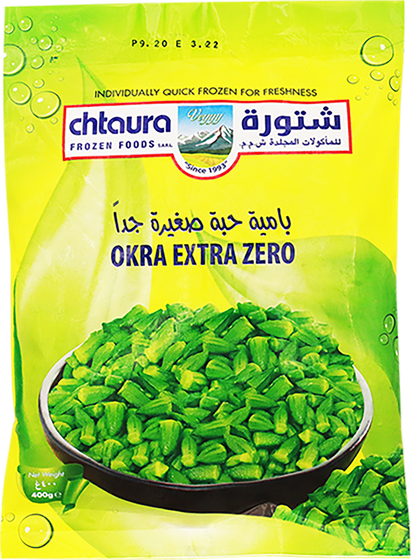 P9.20 E 3.22
INDIVIDUALLY QUICK FROZEN FOR FRESHNESS
chtaura
Veggy
شتورة
FROZEN FOODS S.A.R.L
للمأكولات المجلدة ش.م.م.
"Since 1993"
بامية حبة صغيرة جداً
OKRA EXTRA ZERO
Net Weight
٤٠٠غ
400g e